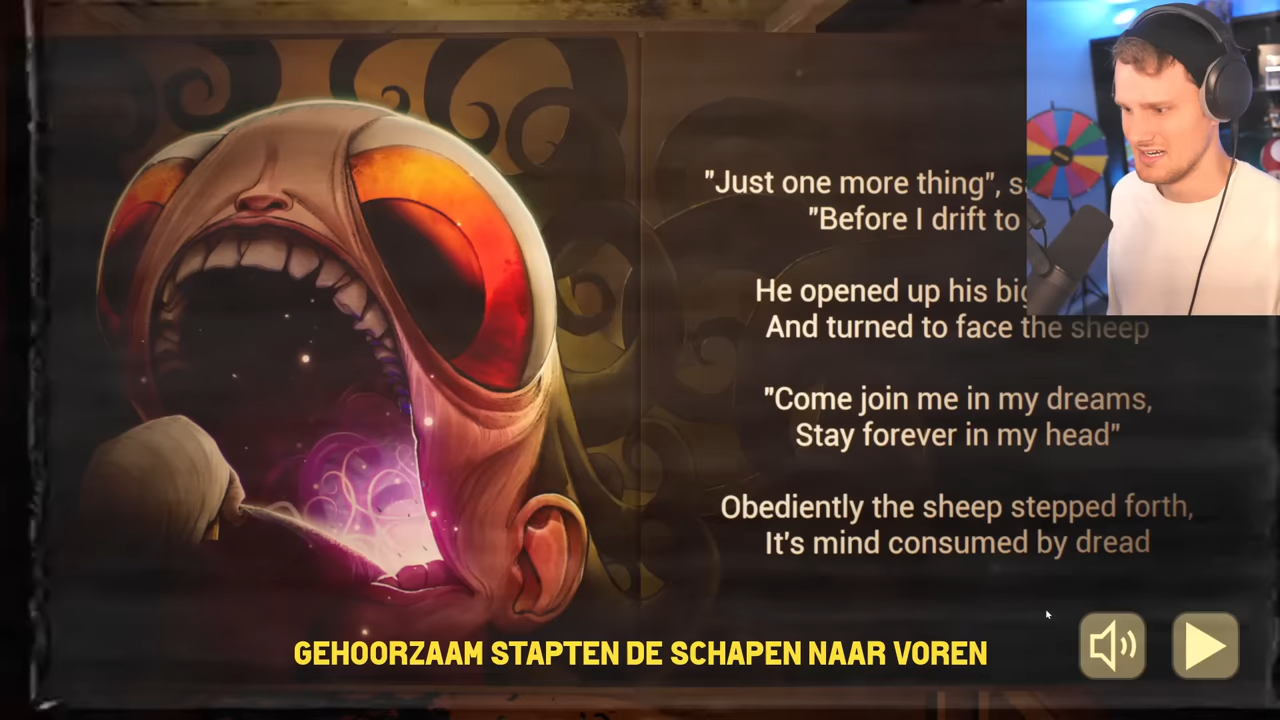 "Just one more thing",
"Before I drift to
He opened up his
And turned to face the sheep
"Come join me in my dreams,
Stay forever in my head"
Obediently the sheep stepped forth,
It's mind consumed by dread
GEHOORZAAM STAPTEN DE SCHAPEN NAAR VOREN